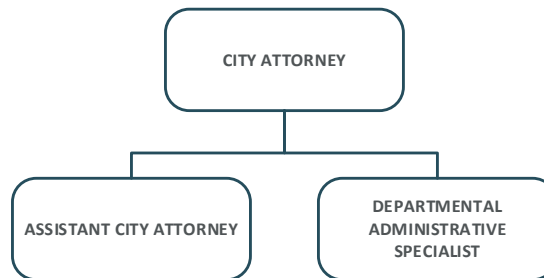 CITY ATTORNEY
ASSISTANT CITY ATTORNEY
DEPARTMENTAL
ADMINISTRATIVE
SPECIALIST